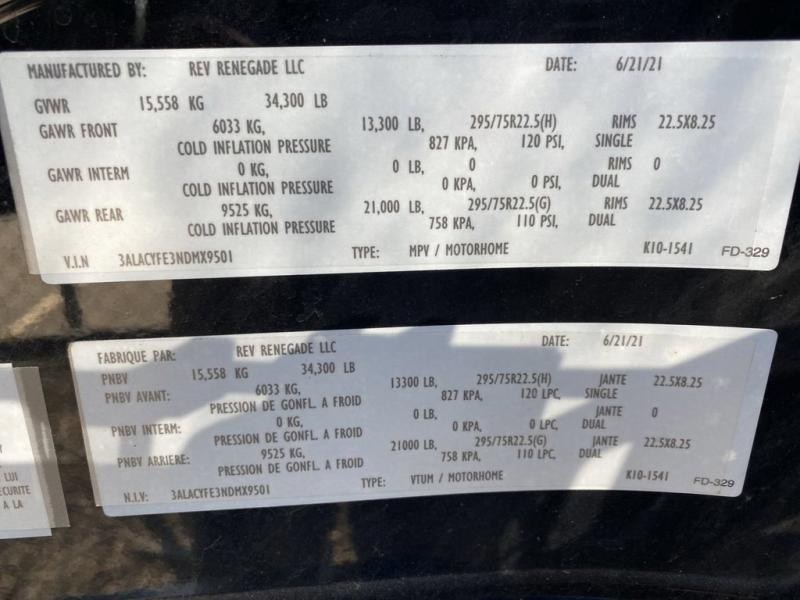 MANUFACTURED BY: REV RENEGADE LLC DATE: 6/21/21
GVWR 15,558 KG 34,300 LB
GAWR FRONT 6033 KG, 13,300 LB, 295/75R22.5(H) RIMS 22.5X8.25
COLD INFLATION PRESSURE 827 KPA, 120 PSI, SINGLE
GAWR INTERM 0 KG, 0 LB, 0 RIMS 0
COLD INFLATION PRESSURE 0 KPA, 0 PSI, DUAL
GAWR REAR 9525 KG, 21,000 LB, 295/75R22.5(G) RIMS 22.5X8.25
COLD INFLATION PRESSURE 758 KPA, 110 PSI, DUAL
V.I.N 3ALACYFE3NDMX9501 TYPE: MPV / MOTORHOME K10-1541 FD-329
FABRIQUE PAR: REV RENEGADE LLC DATE: 6/21/21
PNBV 15,558 KG 34,300 LB
PNBV AVANT: 6033 KG, 13300 LB, 295/75R22.5(H) JANTE 22.5X8.25
PRESSION DE GONFL. A FROID 827 KPA, 120 LPC, SINGLE
PNBV INTERM: 0 KG, 0 LB, JANTE 0
PRESSION DE GONFL. A FROID 0 KPA, 0 LPC, DUAL
PNBV ARRIERE: 9525 KG, 21000 LB, 295/75R22.5(G) JANTE 22.5X8.25
PRESSION DE GONFL. A FROID 758 KPA, 110 LPC, DUAL
N.I.V: 3ALACYFE3NDMX9501 TYPE: VTUM / MOTORHOME K10-1541 FD-329
LUI
A LA